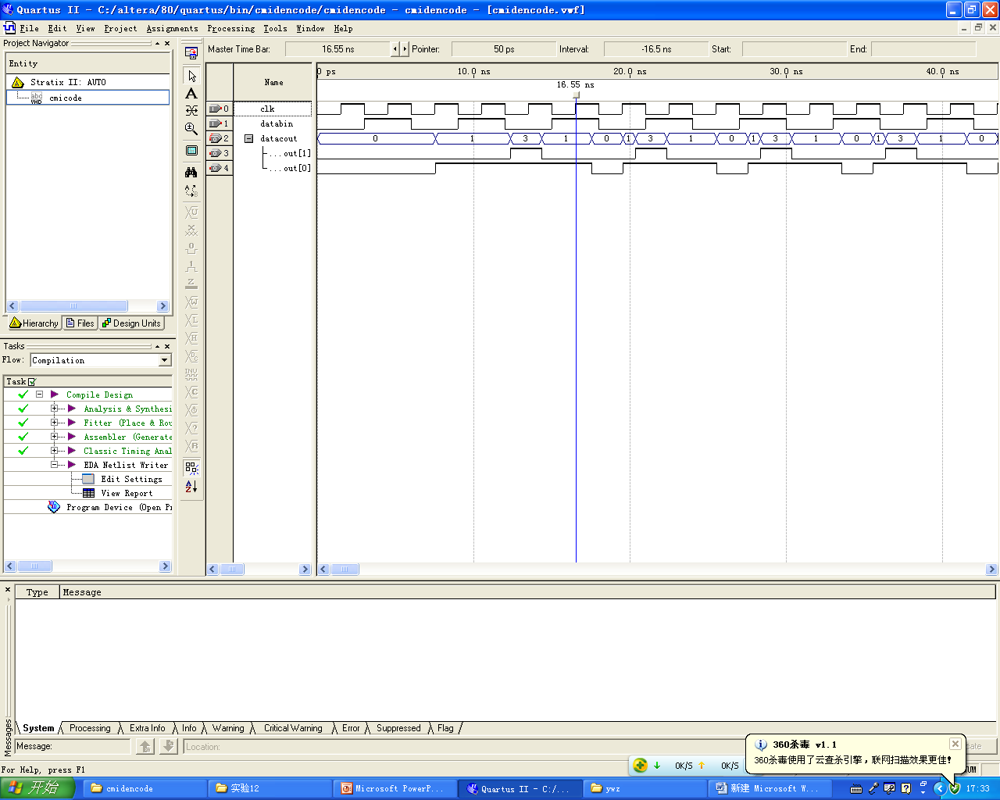 Quartus II - C:/altera/80/quartus/bin/cmidencode/cmidencode - cmidencode - [cmidencode.vwf]
File Edit View Project Assignments Processing Tools Window Help
Project Navigator
Entity
Stratix II: AUTO
abc
VHD
cmicode
Hierarchy Files Design Units
Tasks
Flow: Compilation
Task
Compile Design
Analysis & Synthesi
Fitter (Place & Rou
Assembler (Generate
Classic Timing Anal
EDA Netlist Writer
Edit Settings
View Report
Program Device (Open Pr
Master Time Bar: 16.55 ns Pointer: 50 ps Interval: -16.5 ns Start: End:
Name
0 ps 10.0 ns 20.0 ns 30.0 ns 40.0 ns
16.55 ns
0 clk
1 databin
2 datacout 0 1 3 1 0 1 3 1 0 1 3 1 0 1 3 1 0
3 ...out[1]
4 ...out[0]
Type Message
Messages
System Processing Extra Info Info Warning Critical Warning Error Suppressed Flag
Message: Location:
For Help, press F1
360杀毒 v1.1
360杀毒使用了云查杀引擎，联网扫描效果更佳!
0K/S 0K/S
开始 cmidencode 实验12 Microsoft PowerP... Quartus II - C:/... ywz 新建 Microsoft W... 17:33